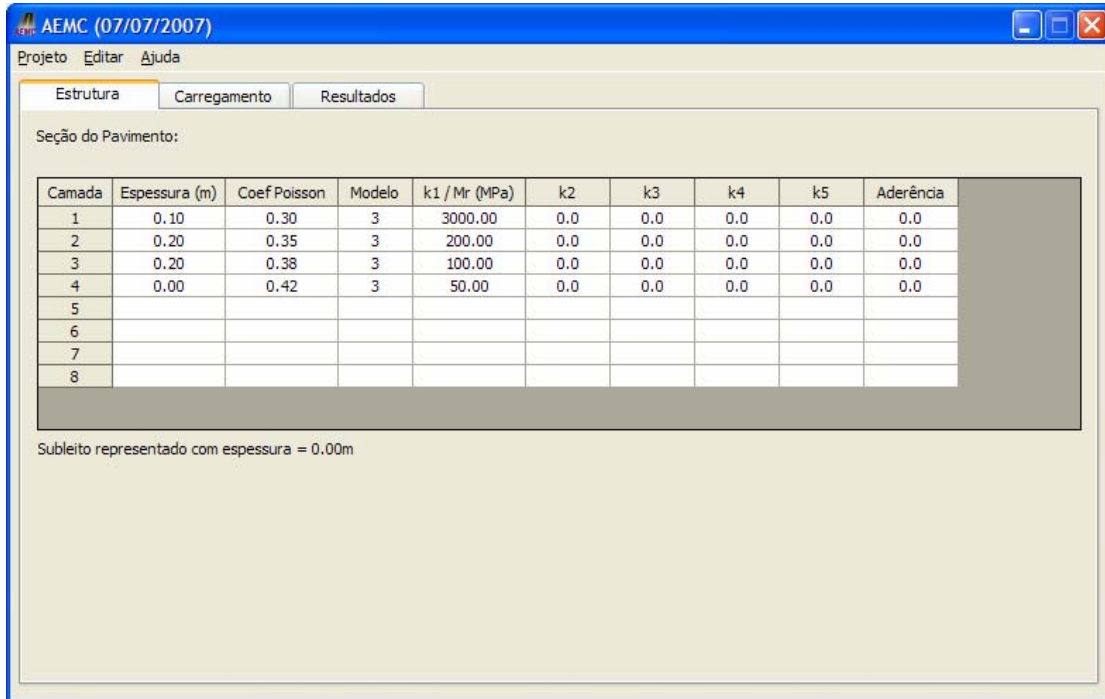 AEMC (07/07/2007)
Projeto Editar Ajuda
Estrutura Carregamento Resultados
Seção do Pavimento:
Camada Espessura (m) Coef Poisson Modelo k1 / Mr (MPa) k2 k3 k4 k5 Aderência
1 0.10 0.30 3 3000.00 0.0 0.0 0.0 0.0 0.0
2 0.20 0.35 3 200.00 0.0 0.0 0.0 0.0 0.0
3 0.20 0.38 3 100.00 0.0 0.0 0.0 0.0 0.0
4 0.00 0.42 3 50.00 0.0 0.0 0.0 0.0 0.0
5
6
7
8
Subleito representado com espessura = 0.00m